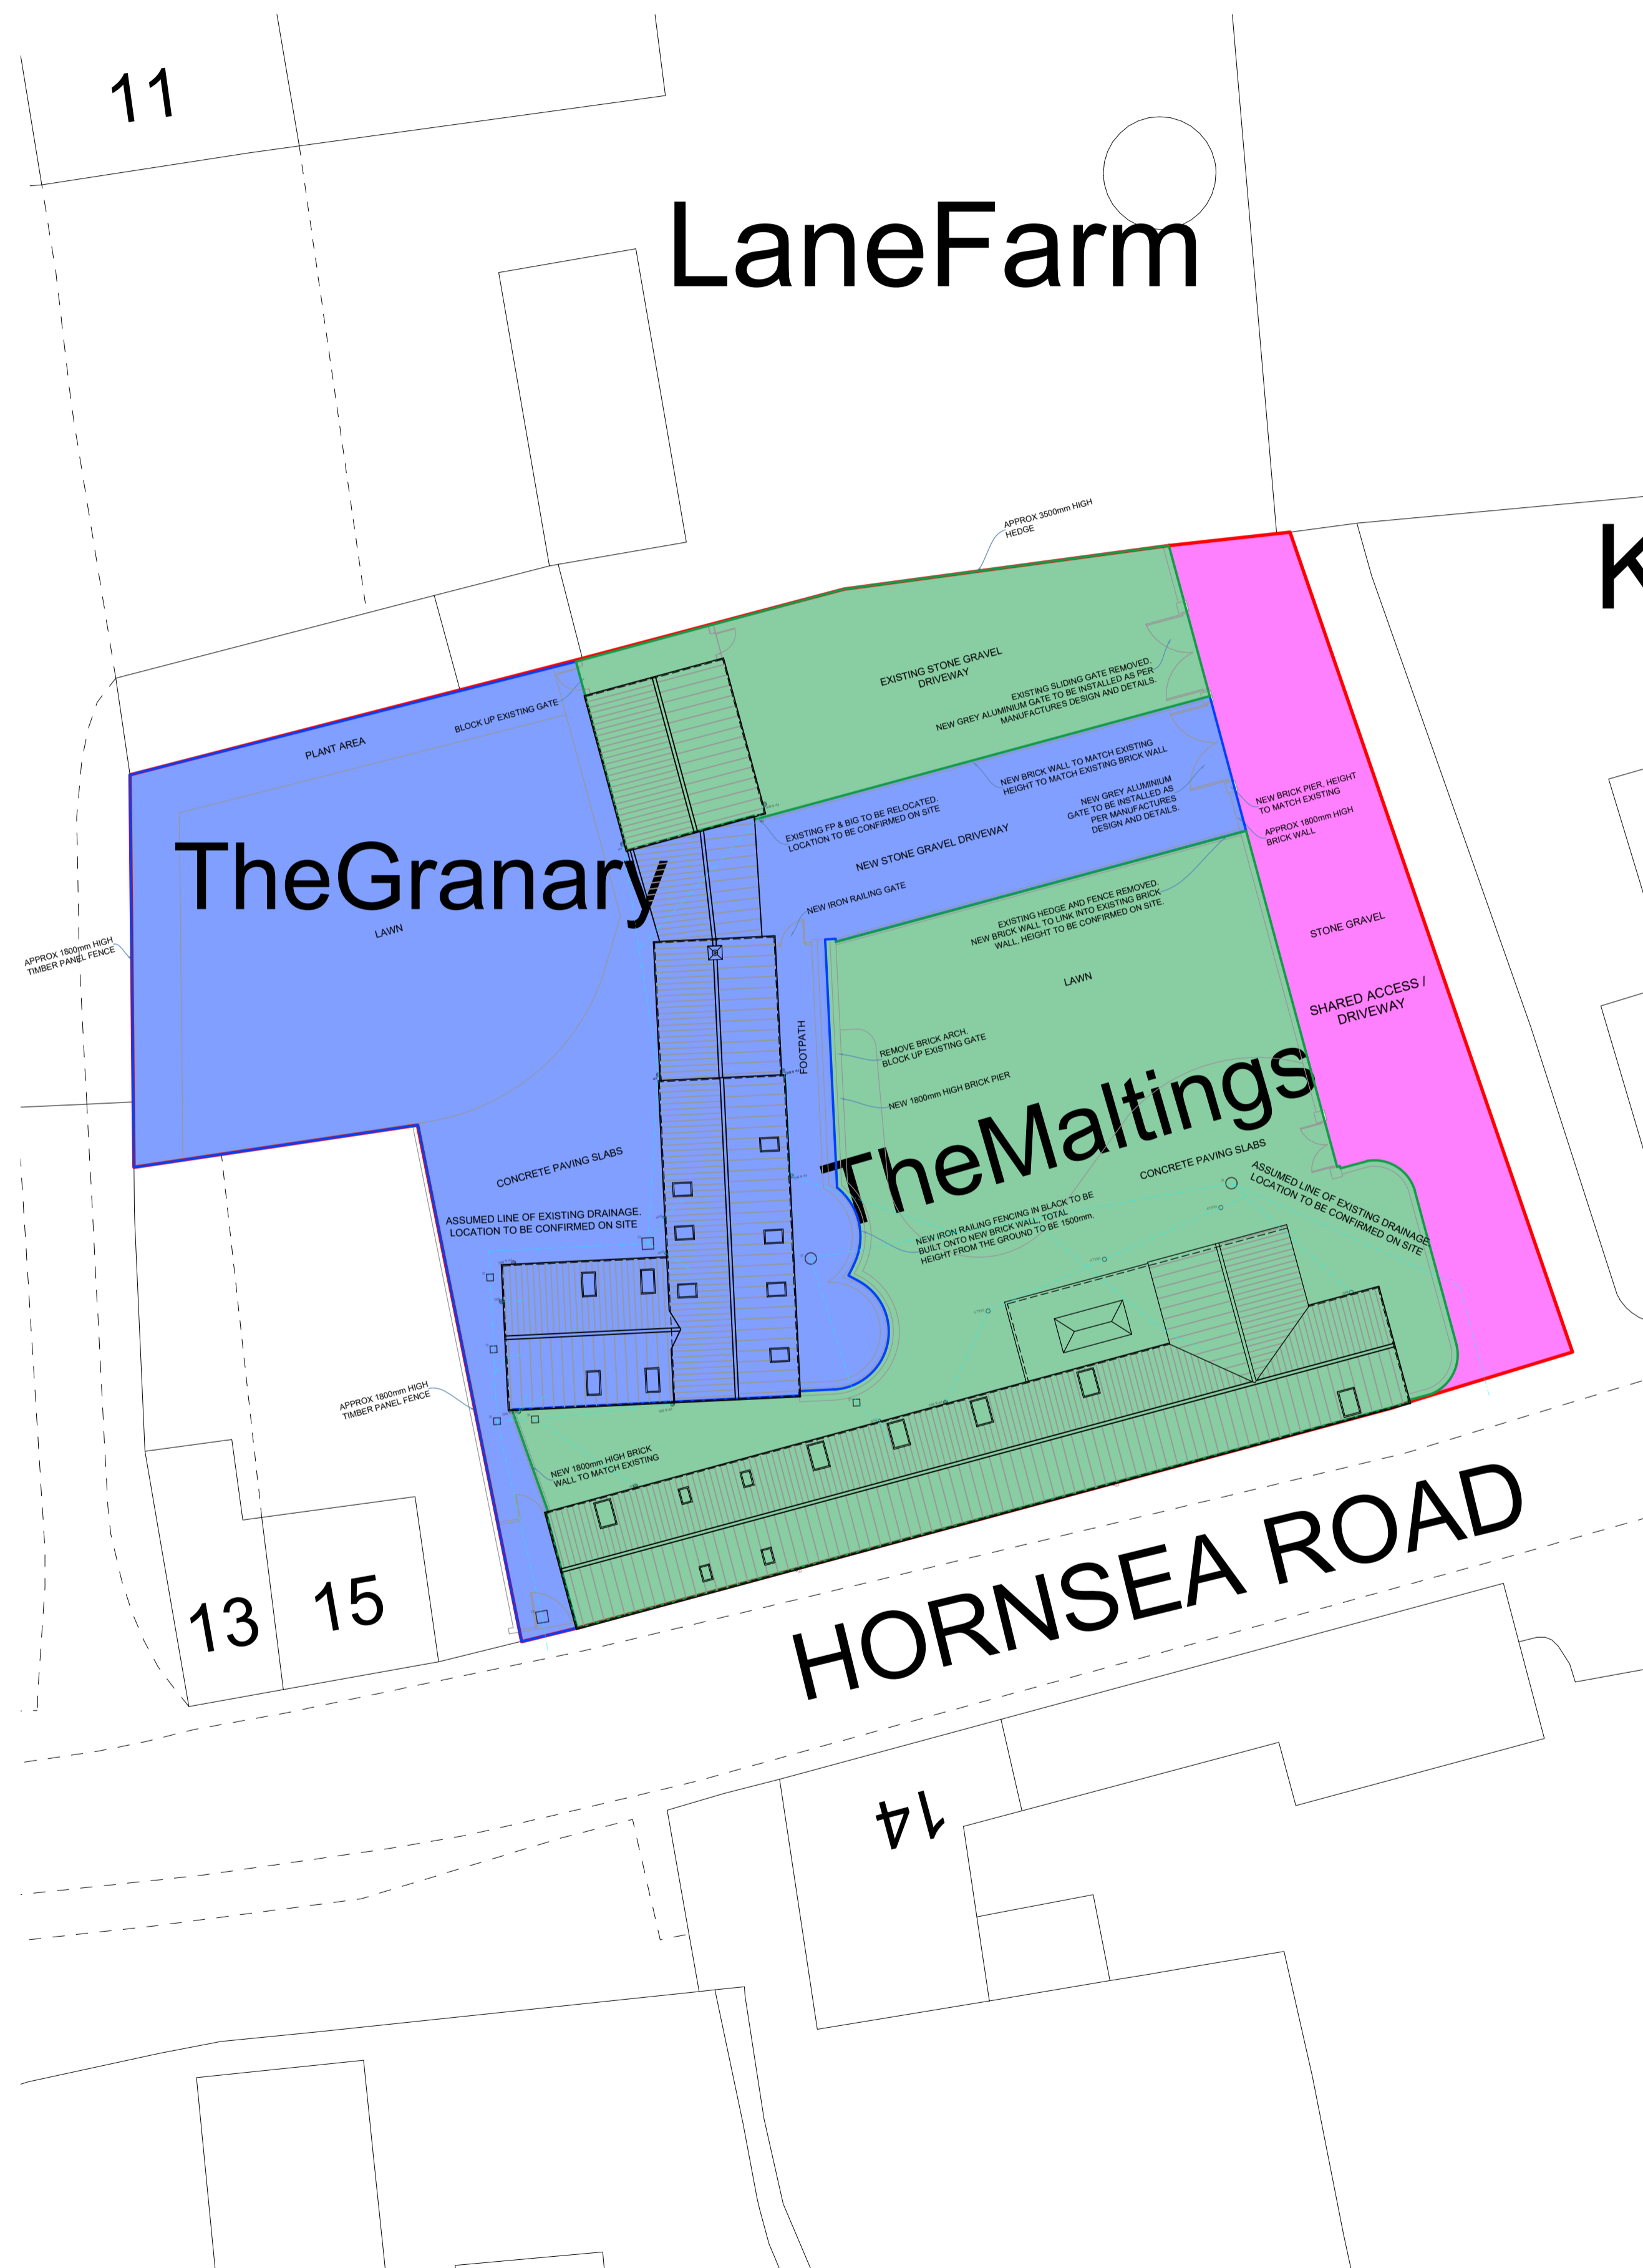 11
LaneFarm
K
APPROX 3500mm HIGH
HEDGE
EXISTING STONE GRAVEL
DRIVEWAY
EXISTING SLIDING GATE REMOVED.
NEW GREY ALUMINIUM GATE TO BE INSTALLED AS PER
MANUFACTURES DESIGN AND DETAILS.
BLOCK UP EXISTING GATE
PLANT AREA
NEW BRICK WALL TO MATCH EXISTING
HEIGHT TO MATCH EXISTING BRICK WALL
NEW GREY ALUMINIUM
GATE TO BE INSTALLED AS
PER MANUFACTURES
DESIGN AND DETAILS.
NEW BRICK PIER, HEIGHT
TO MATCH EXISTING
APPROX 1800mm HIGH
BRICK WALL
EXISTING FP & BIG TO BE RELOCATED.
LOCATION TO BE CONFIRMED ON SITE
NEW STONE GRAVEL DRIVEWAY
TheGranary
LAWN
NEW IRON RAILING GATE
EXISTING HEDGE AND FENCE REMOVED.
NEW BRICK WALL TO LINK INTO EXISTING BRICK
WALL, HEIGHT TO BE CONFIRMED ON SITE.
APPROX 1800mm HIGH
TIMBER PANEL FENCE
STONE GRAVEL
LAWN
SHARED ACCESS /
DRIVEWAY
FOOTPATH
REMOVE BRICK ARCH.
BLOCK UP EXISTING GATE
NEW 1800mm HIGH BRICK PIER
TheMaltings
CONCRETE PAVING SLABS
CONCRETE PAVING SLABS
ASSUMED LINE OF EXISTING DRAINAGE.
LOCATION TO BE CONFIRMED ON SITE
ASSUMED LINE OF EXISTING DRAINAGE.
LOCATION TO BE CONFIRMED ON SITE
NEW IRON RAILING FENCING IN BLACK TO BE
BUILT ONTO NEW BRICK WALL, TOTAL
HEIGHT FROM THE GROUND TO BE 1500mm.
APPROX 1800mm HIGH
TIMBER PANEL FENCE
NEW 1800mm HIGH BRICK
WALL TO MATCH EXISTING
13
15
HORNSEA ROAD
14